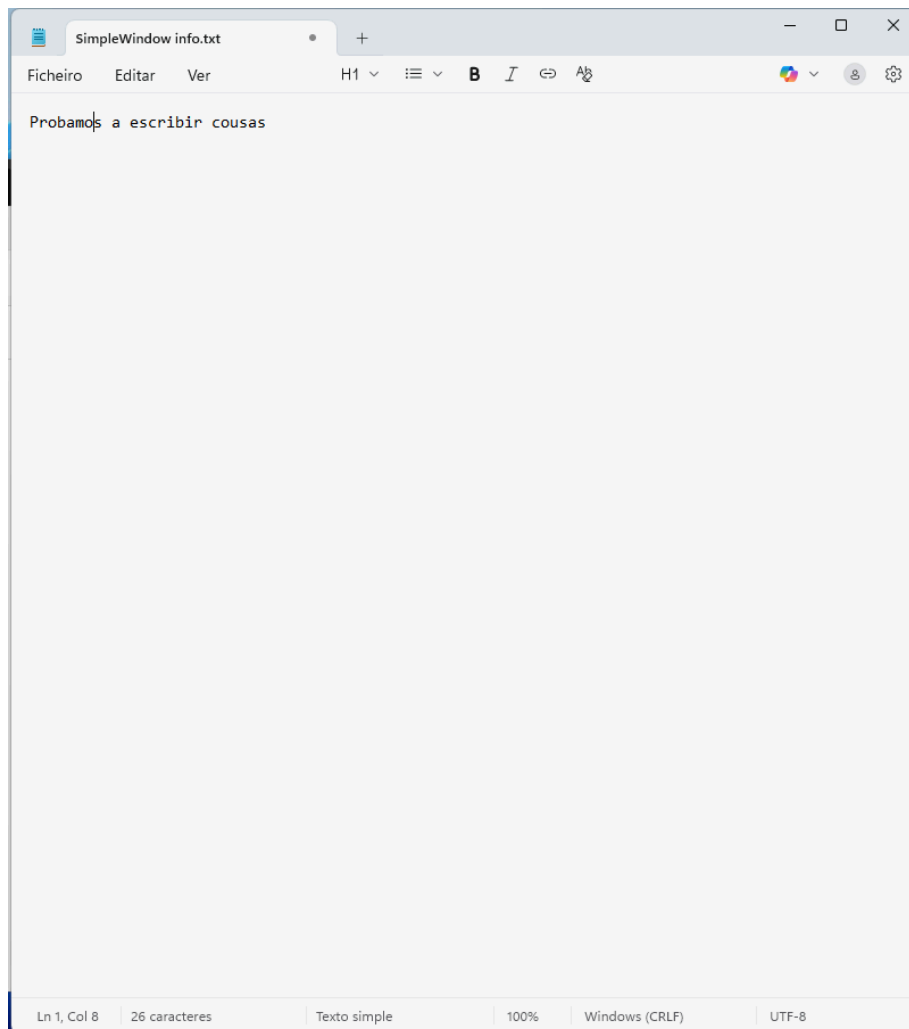 SimpleWindow info.txt
Ficheiro Editar Ver H1 B I
Probamos a escribir cousas
Ln 1, Col 8 26 caracteres Texto simple 100% Windows (CRLF) UTF-8